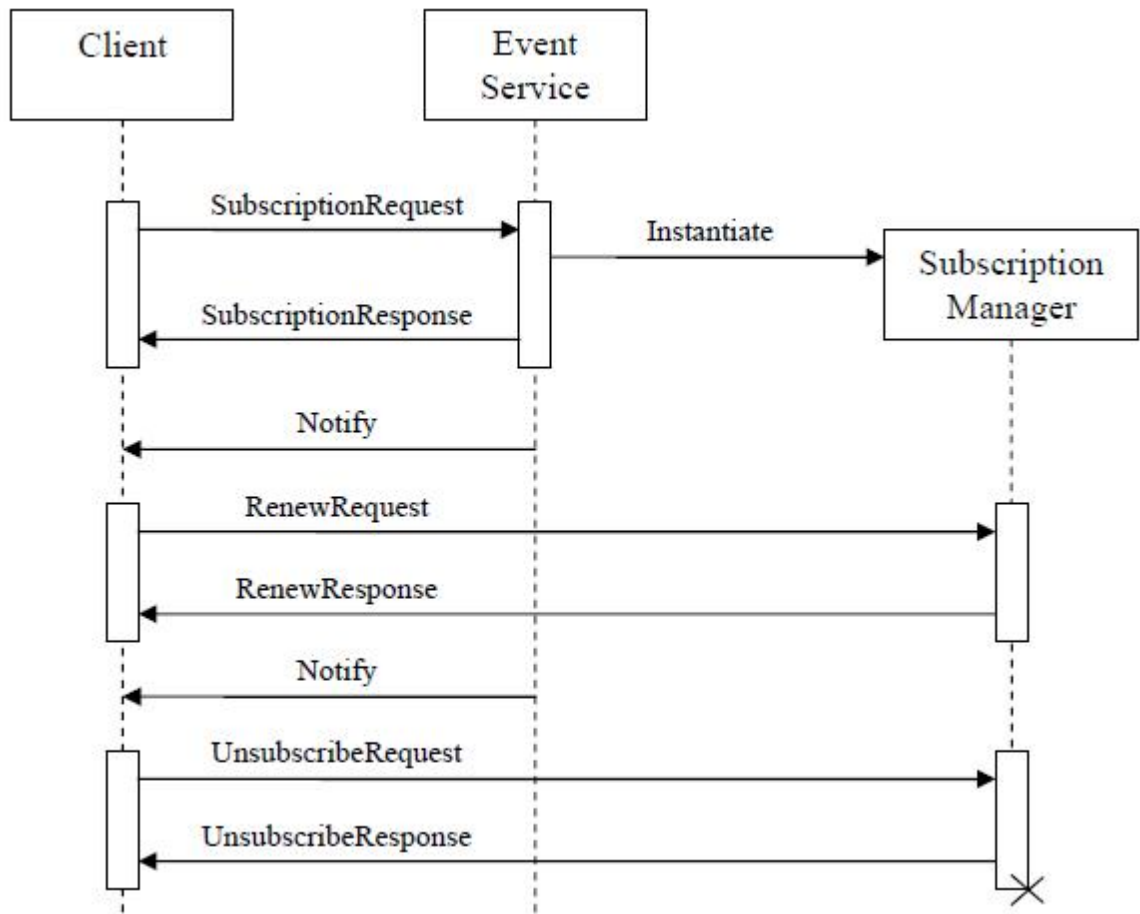 Client
Event
Service
SubscriptionRequest
Instantiate
Subscription
Manager
SubscriptionResponse
Notify
RenewRequest
RenewResponse
Notify
UnsubscribeRequest
UnsubscribeResponse